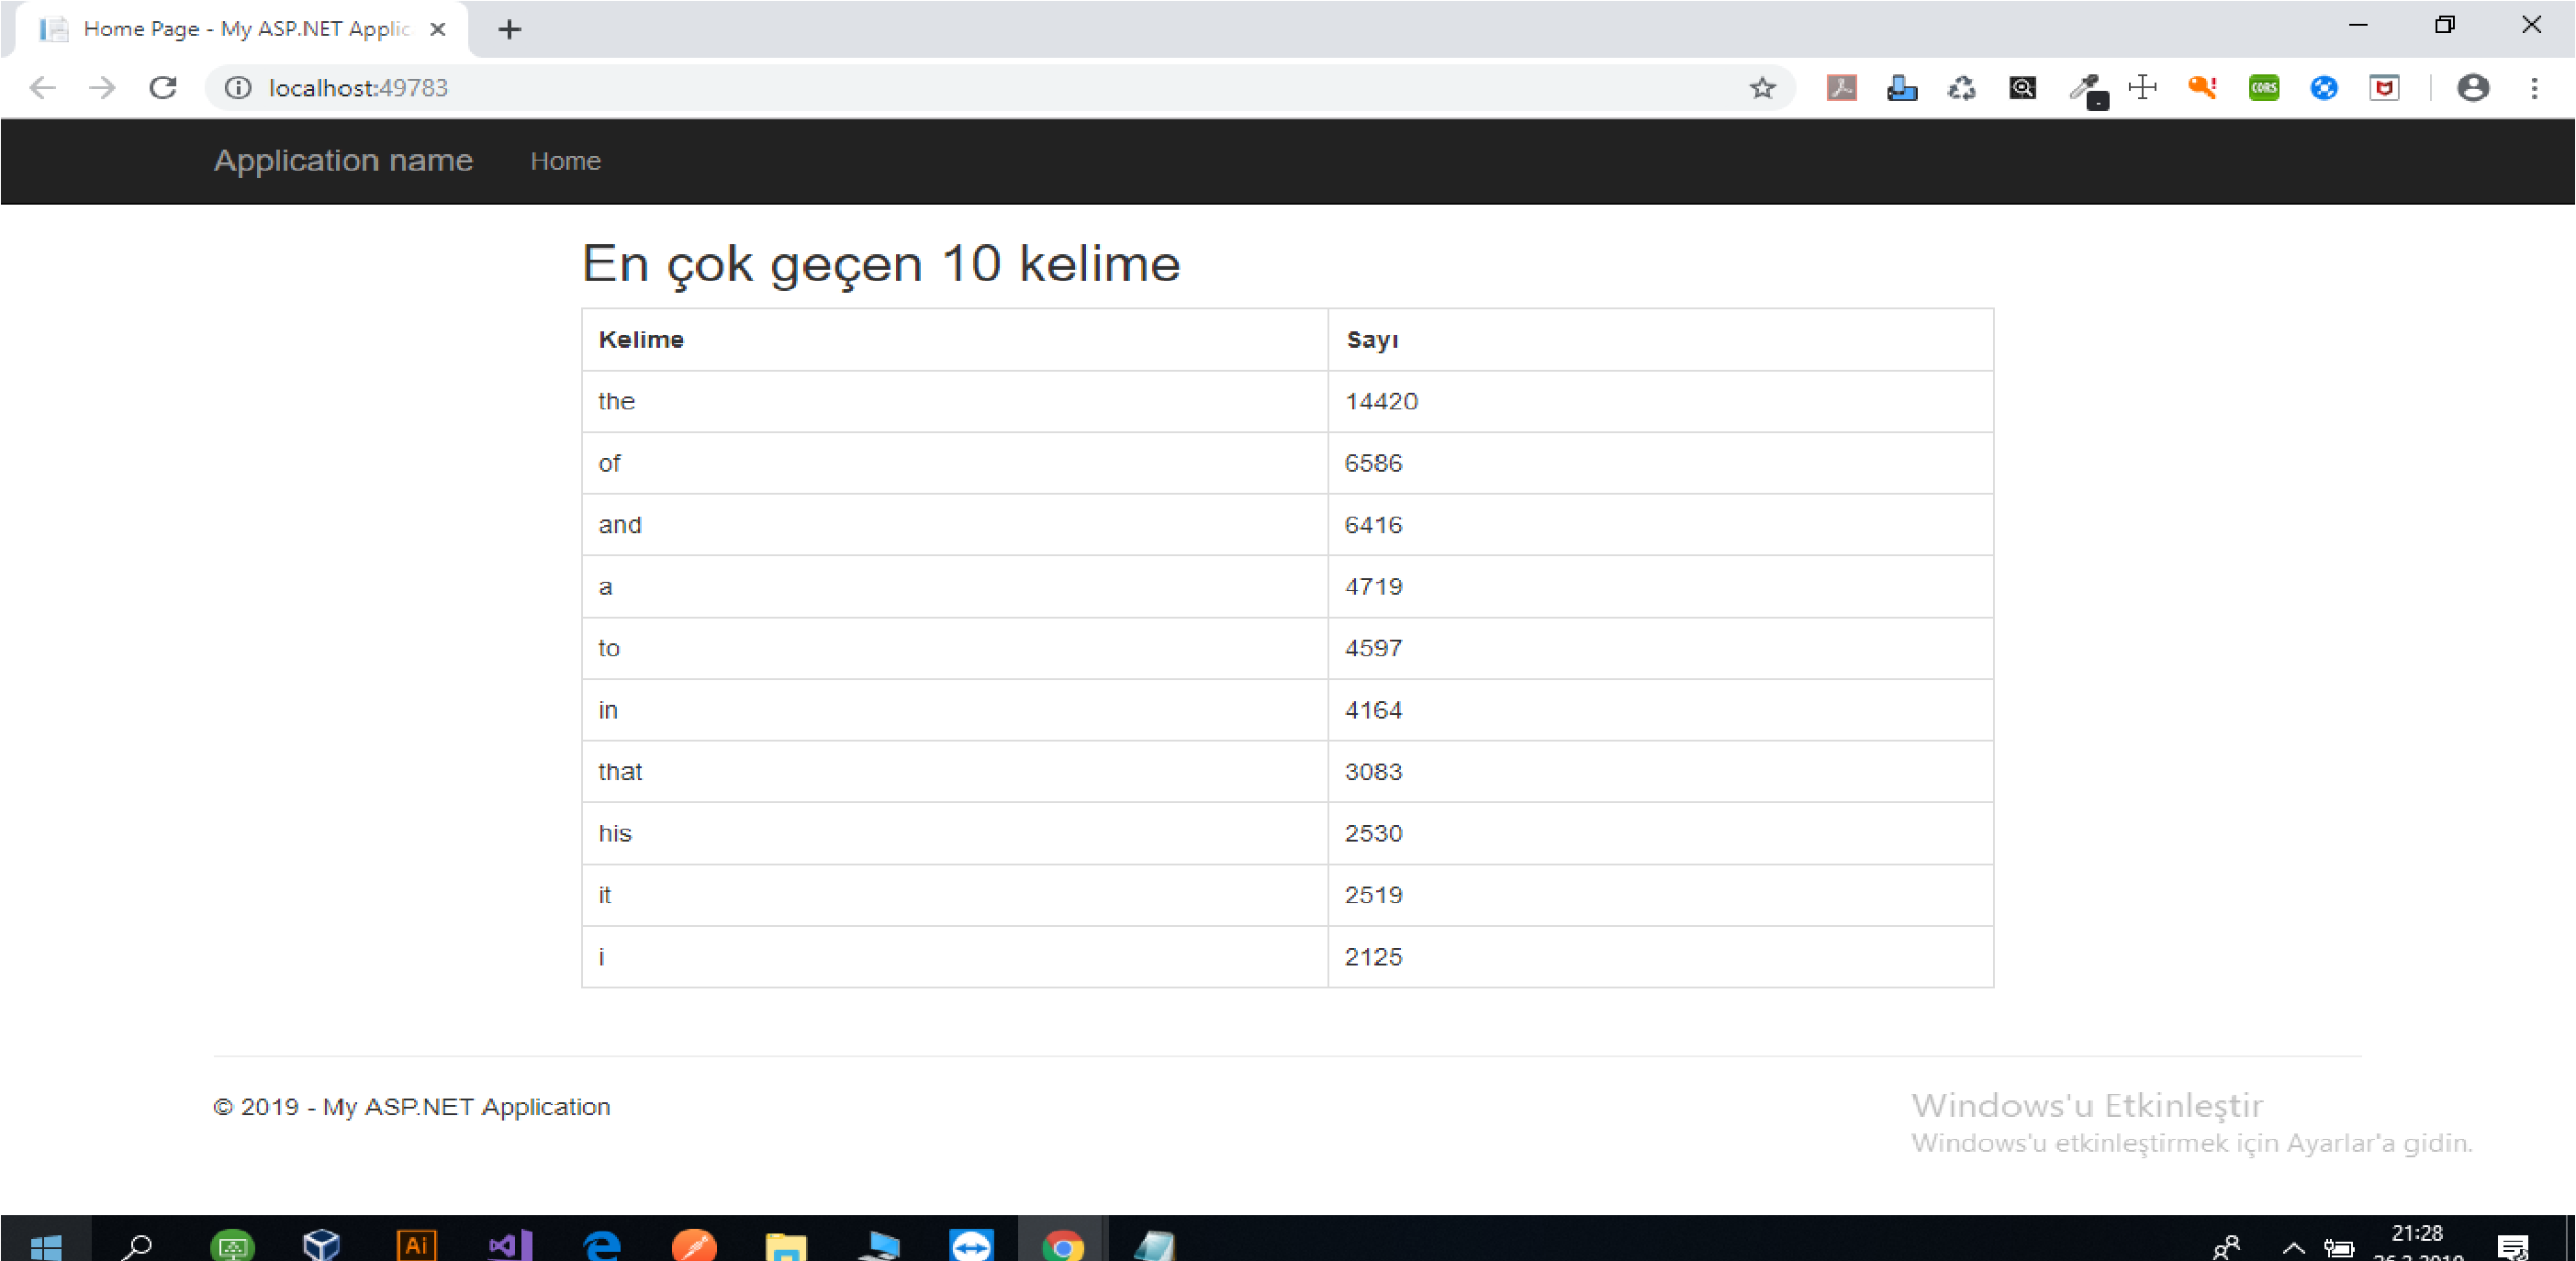 Home Page - My ASP.NET Applic
localhost:49783
CORS
Application name Home
En çok geçen 10 kelime
Kelime Sayı
the 14420
of 6586
and 6416
a 4719
to 4597
in 4164
that 3083
his 2530
it 2519
i 2125
© 2019 - My ASP.NET Application
Windows'u Etkinleştir
Windows'u etkinleştirmek için Ayarlar'a gidin.
Ai
21:28